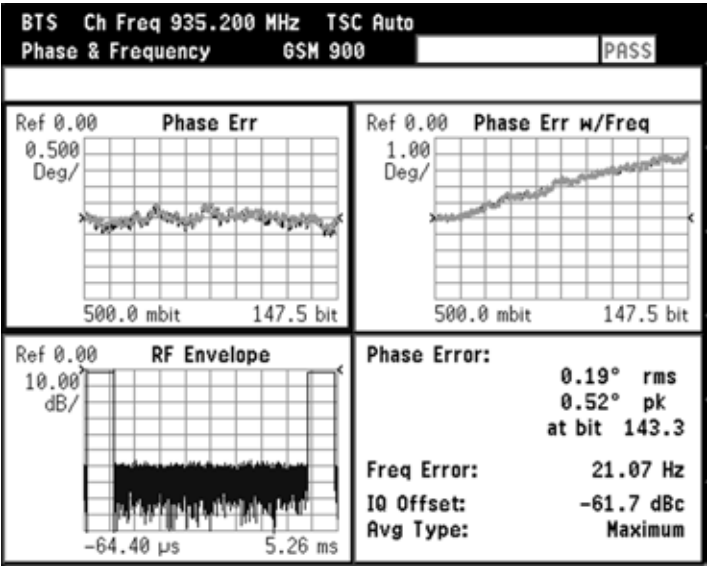 BTS Ch Freq 935.200 MHz TSC Auto
Phase & Frequency GSM 900 PASS
Ref 0.00 Phase Err
0.500
Deg/
500.0 mbit 147.5 bit
Ref 0.00 Phase Err w/Freq
1.00
Deg/
500.0 mbit 147.5 bit
Ref 0.00 RF Envelope
10.00
dB/
-64.40 µs 5.26 ms
Phase Error:
0.19° rms
0.52° pk
at bit 143.3
Freq Error: 21.07 Hz
IQ Offset: -61.7 dBc
Avg Type: Maximum